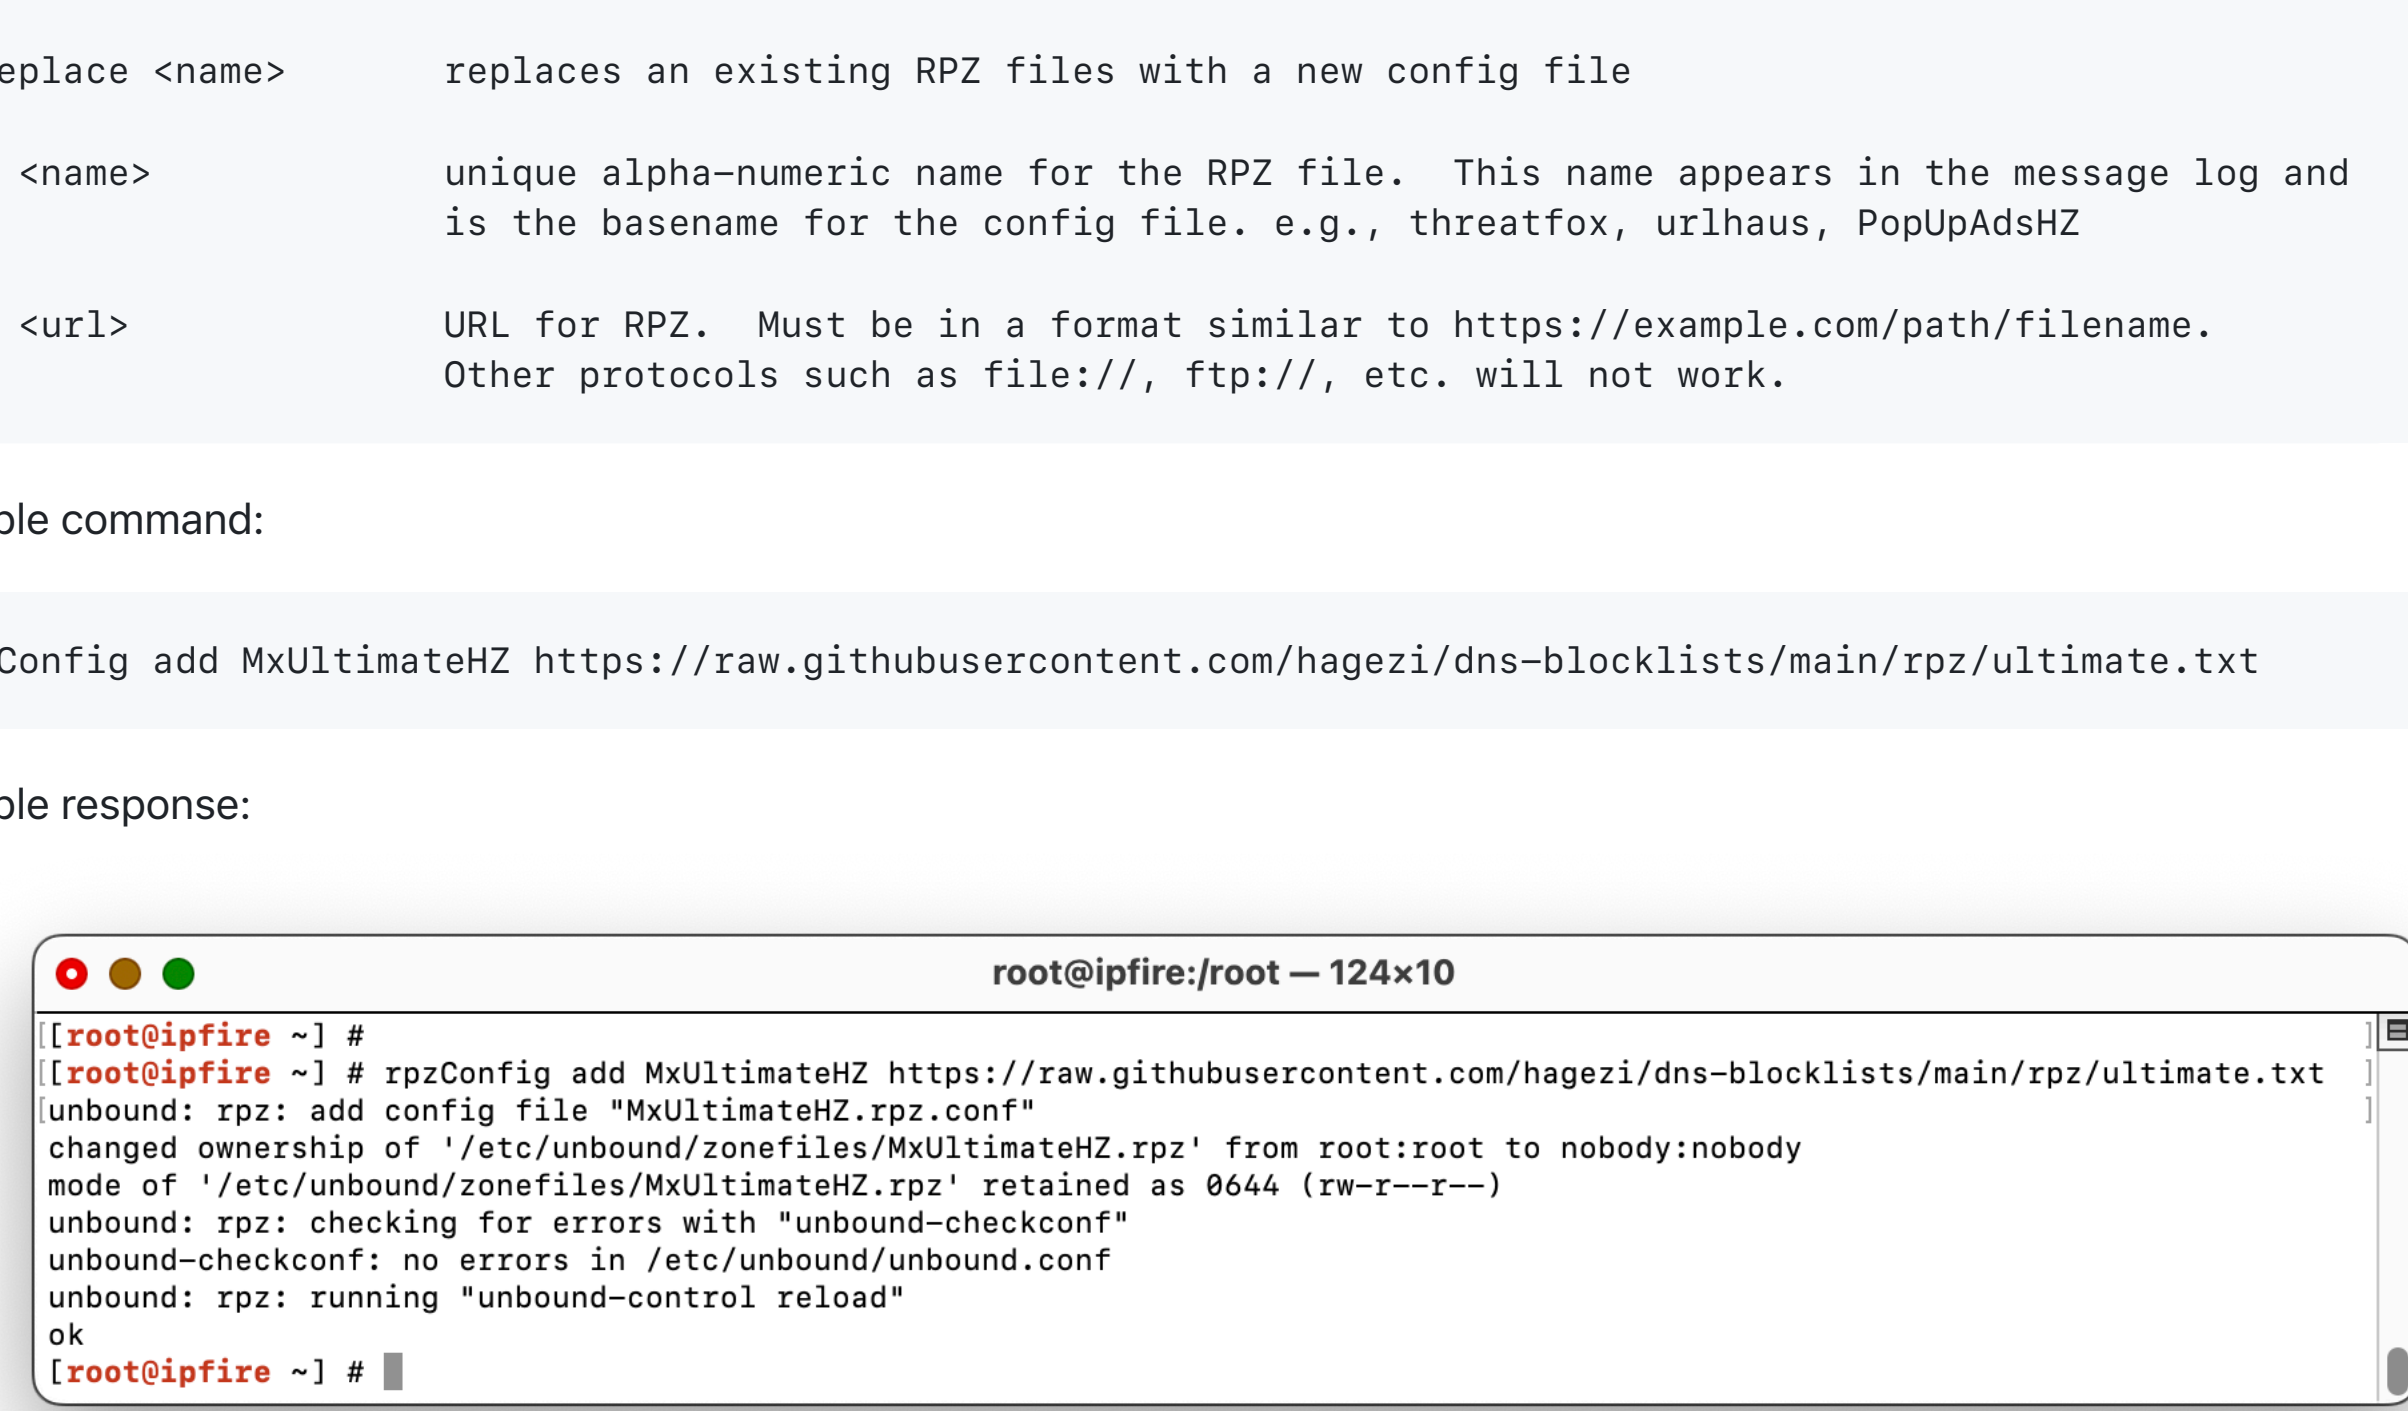 eplace <name> replaces an existing RPZ files with a new config file
<name> unique alpha-numeric name for the RPZ file. This name appears in the message log and
is the basename for the config file. e.g., threatfox, urlhaus, PopUpAdsHZ
<url> URL for RPZ. Must be in a format similar to https://example.com/path/filename.
Other protocols such as file://, ftp://, etc. will not work.
ple command:
Config add MxUltimateHZ https://raw.githubusercontent.com/hagezi/dns-blocklists/main/rpz/ultimate.txt
ple response:
root@ipfire:/root — 124×10
[[root@ipfire ~] # ]
[[root@ipfire ~] # rpzConfig add MxUltimateHZ https://raw.githubusercontent.com/hagezi/dns-blocklists/main/rpz/ultimate.txt ]
[unbound: rpz: add config file "MxUltimateHZ.rpz.conf" ]
changed ownership of '/etc/unbound/zonefiles/MxUltimateHZ.rpz' from root:root to nobody:nobody
mode of '/etc/unbound/zonefiles/MxUltimateHZ.rpz' retained as 0644 (rw-r--r--)
unbound: rpz: checking for errors with "unbound-checkconf"
unbound-checkconf: no errors in /etc/unbound/unbound.conf
unbound: rpz: running "unbound-control reload"
ok
[root@ipfire ~] #